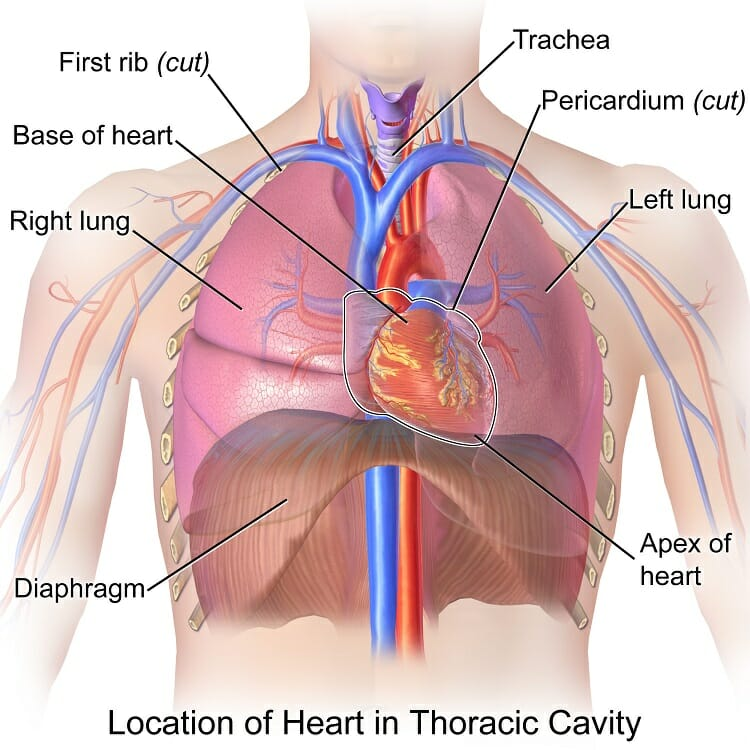 Trachea
First rib (cut)
Pericardium (cut)
Base of heart
Left lung
Right lung
Apex of
heart
Diaphragm
Location of Heart in Thoracic Cavity